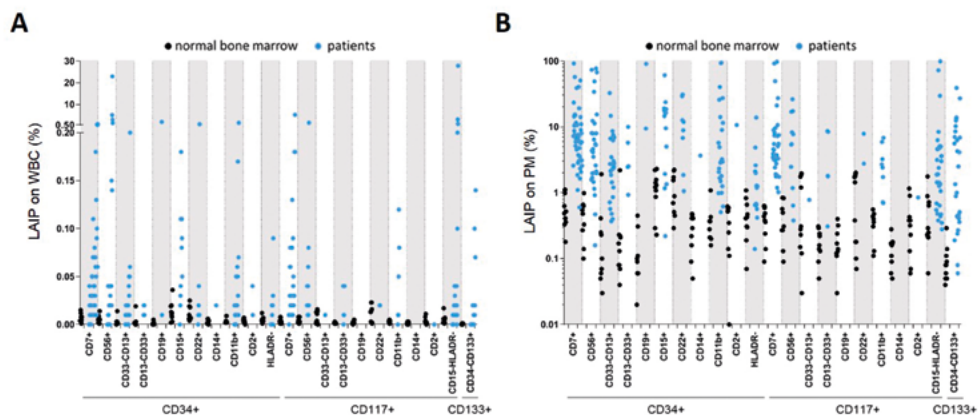 A
normal bone marrow patients
LAIP on WBC (%)
30
20
10
0.50
0.20
0.15
0.10
0.05
0.00
CD7+
CD56+
CD33-CD13+
CD13-CD33+
CD19+
CD15+
CD22+
CD14+
CD11b+
CD2+
HLADR-
CD7+
CD56+
CD33-CD13+
CD13-CD33+
CD19+
CD22+
CD11b+
CD14+
CD2+
CD15-HLADR-
CD34-CD133+
CD34+ CD117+ CD133+
B
normal bone marrow patients
LAIP on PM (%)
100
10
1
0.1
0.01
CD7+
CD56+
CD33-CD13+
CD13-CD33+
CD19+
CD15+
CD22+
CD14+
CD11b+
CD2+
HLADR-
CD7+
CD56+
CD33-CD13+
CD13-CD33+
CD19+
CD22+
CD11b+
CD14+
CD2+
CD15-HLADR-
CD34-CD133+
CD34+ CD117+ CD133+